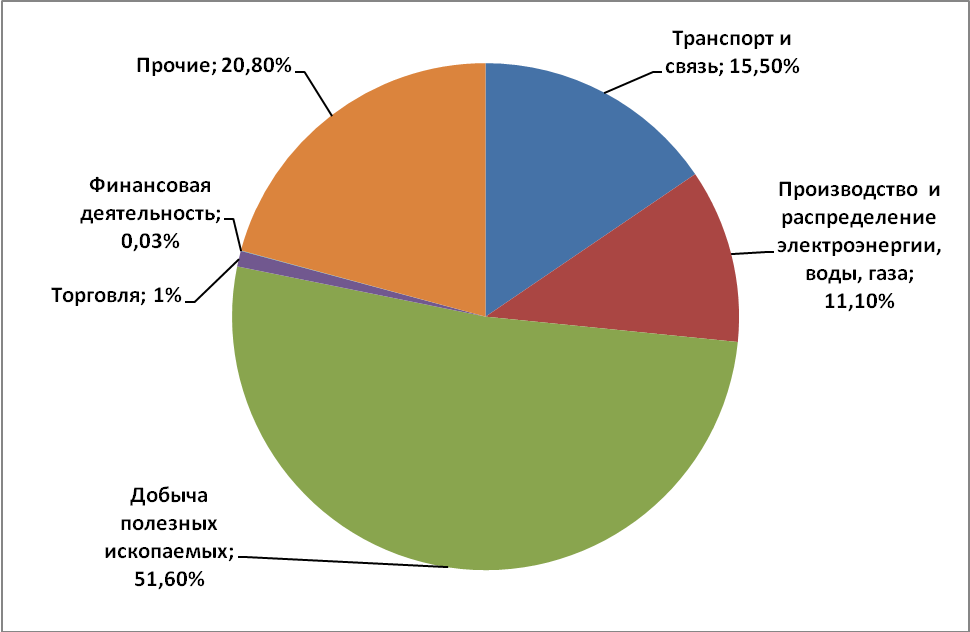 Транспорт и
связь; 15,50%
Прочие; 20,80%
Финансовая
деятельность;
0,03%
Производство и
распределение
электроэнергии,
воды, газа;
11,10%
Торговля; 1%
Добыча
полезных
ископаемых;
51,60%